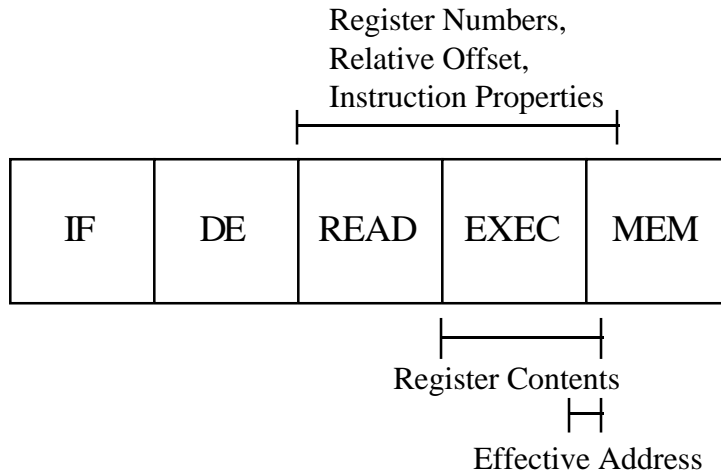 Register Numbers,
Relative Offset,
Instruction Properties
IF DE READ EXEC MEM
Register Contents
Effective Address